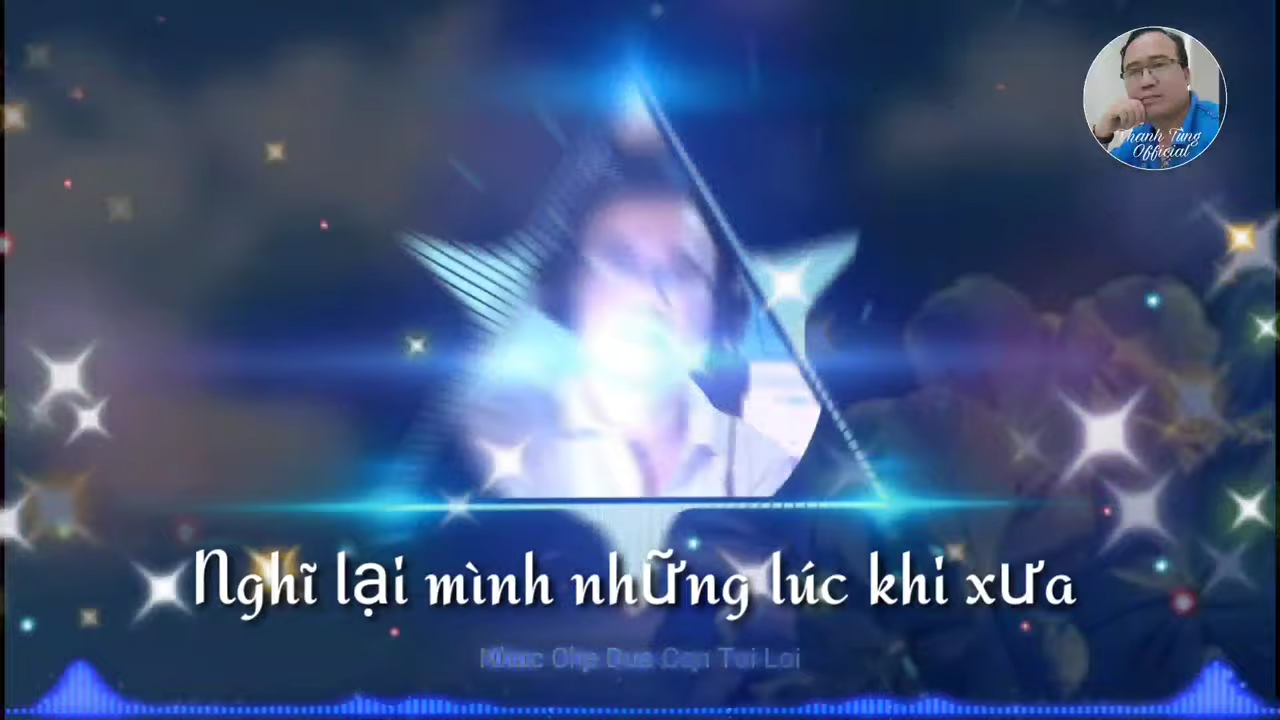 Thanh Tùng
Official
Nghĩ lại mình những lúc khi xưa